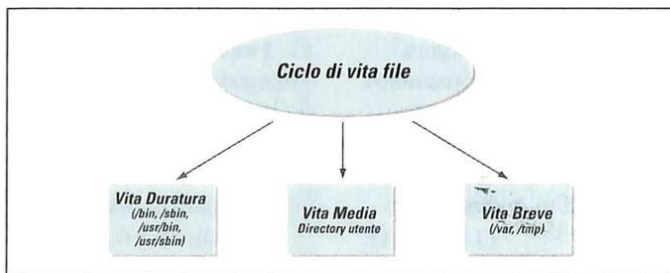 Ciclo di vita file
Vita Duratura
(/bin, /sbin,
/usr/bin,
/usr/sbin)
Vita Media
Directory utente
Vita Breve
(/var, /tmp)